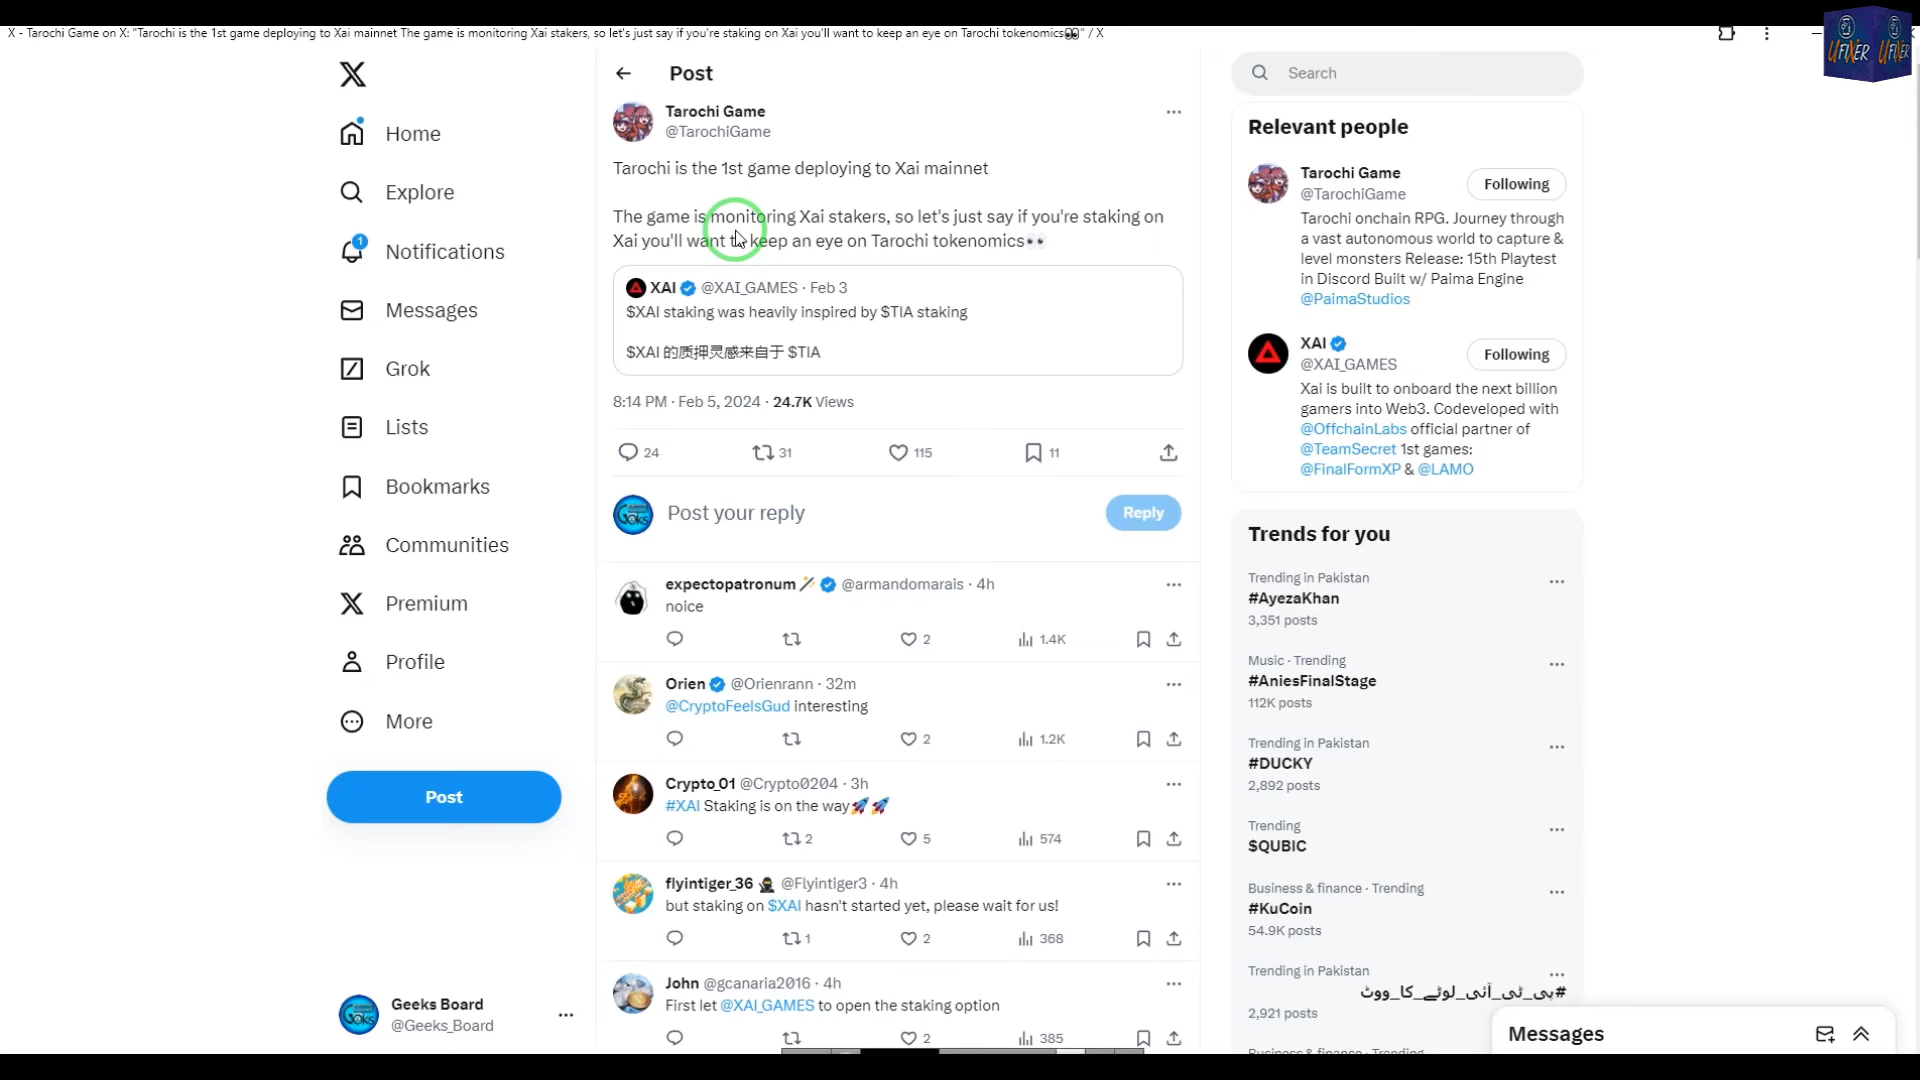 X - Tarochi Game on X: "Tarochi is the 1st game deploying to Xai mainnet The game is monitoring Xai stakers, so let's just say if you're staking on Xai you'll want to keep an eye on Tarochi tokenomics👀" / X
UFIXER UFIXER
Home
Explore
1
Notifications
Messages
Grok
Lists
Bookmarks
Communities
Premium
Profile
More
Post
Geeks Board
@Geeks_Board
Post
Tarochi Game
@TarochiGame
Tarochi is the 1st game deploying to Xai mainnet
The game is monitoring Xai stakers, so let's just say if you're staking on
Xai you'll want to keep an eye on Tarochi tokenomics👀
XAI @XAI_GAMES · Feb 3
$XAI staking was heavily inspired by $TIA staking
$XAI 的质押灵感来自于 $TIA
8:14 PM · Feb 5, 2024 · 24.7K Views
24 31 115 11
Post your reply
Reply
expectopatronum🪄 @armandomarais · 4h
noice
2 1.4K
Orien @Orienrann · 32m
@CryptoFeelsGud interesting
2 1.2K
Crypto_01 @Crypto0204 · 3h
#XAI Staking is on the way🚀🚀
2 5 574
flyintiger_36 🥷 @Flyintiger3 · 4h
but staking on $XAI hasn't started yet, please wait for us!
1 2 368
John @gcanaria2016 · 4h
First let @XAI_GAMES to open the staking option
2 385
Search
Relevant people
Tarochi Game
@TarochiGame
Following
Tarochi onchain RPG. Journey through
a vast autonomous world to capture &
level monsters Release: 15th Playtest
in Discord Built w/ Paima Engine
@PaimaStudios
XAI
@XAI_GAMES
Following
Xai is built to onboard the next billion
gamers into Web3. Codeveloped with
@OffchainLabs official partner of
@TeamSecret 1st games:
@FinalFormXP & @LAMO
Trends for you
Trending in Pakistan
#AyezaKhan
3,351 posts
Music · Trending
#AniesFinalStage
112K posts
Trending in Pakistan
#DUCKY
2,892 posts
Trending
$QUBIC
Business & finance · Trending
#KuCoin
54.9K posts
Trending in Pakistan
#پی_ٹی_آئی_لوٹے_کا_ووٹ
2,921 posts
Business & finance · Trending
Messages